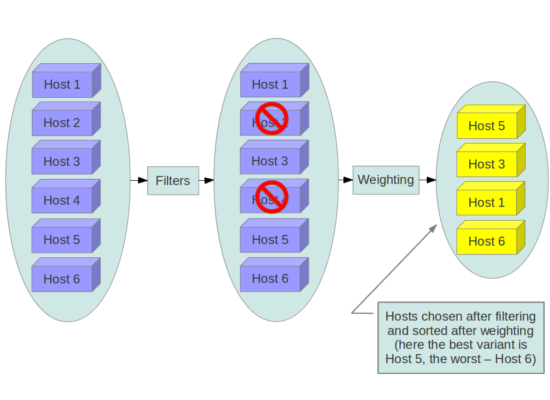 Host 1
Host 2
Host 3
Host 4
Host 5
Host 6
Filters
Host 1
Host
Host 3
Host
Host 5
Host 6
Weighting
Host 5
Host 3
Host 1
Host 6
Hosts chosen after filtering
and sorted after weighting
(here the best variant is
Host 5, the worst – Host 6)